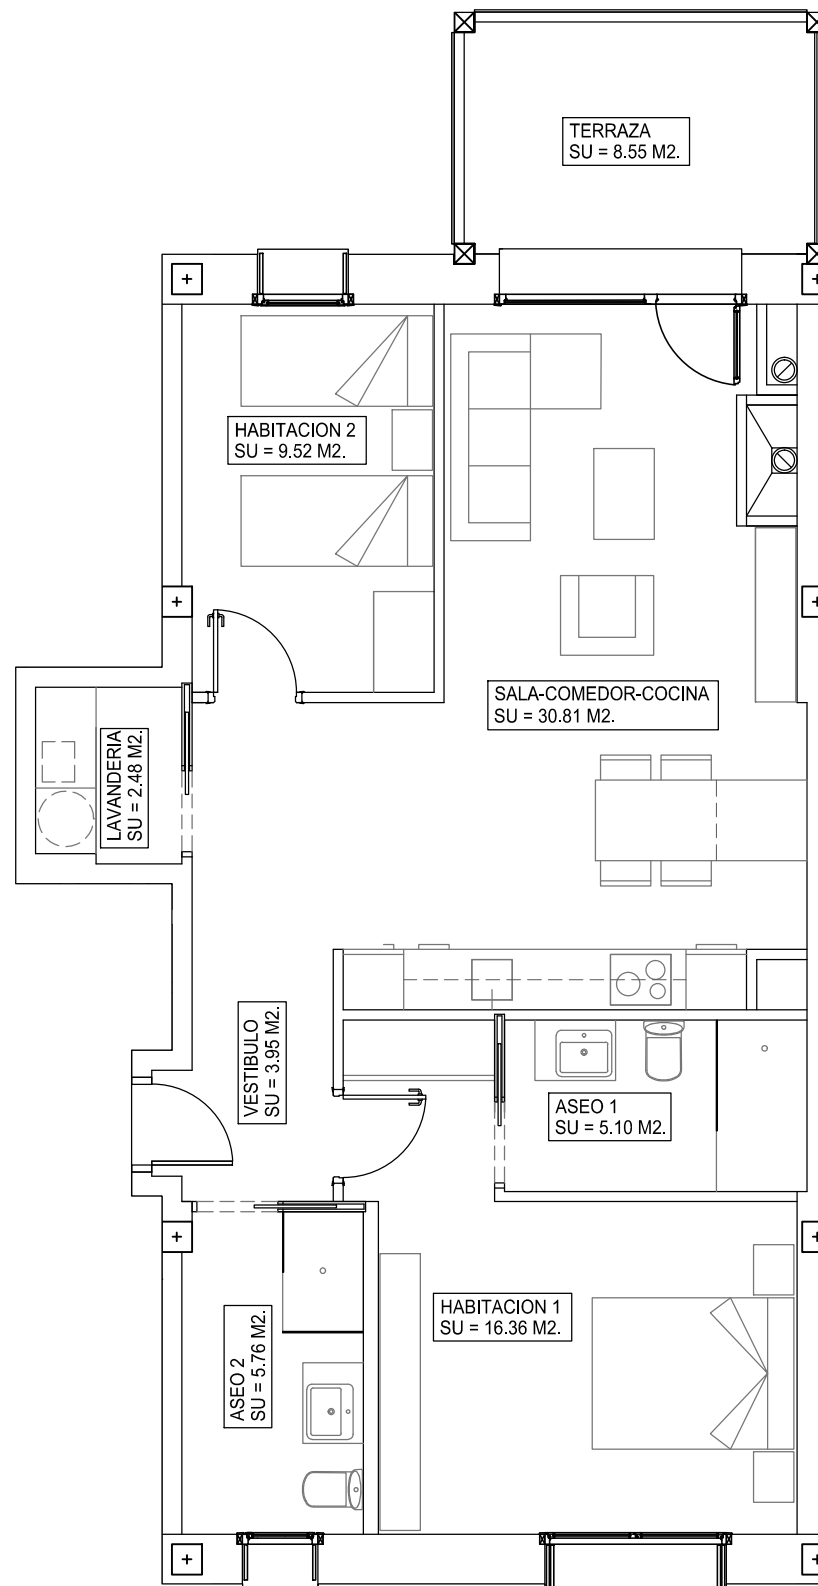 TERRAZA
SU = 8.55 M2.
HABITACION 2
SU = 9.52 M2.
SALA-COMEDOR-COCINA
SU = 30.81 M2.
LAVANDERIA
SU = 2.48 M2.
VESTIBULO
SU = 3.95 M2.
ASEO 1
SU = 5.10 M2.
HABITACION 1
SU = 16.36 M2.
ASEO 2
SU = 5.76 M2.